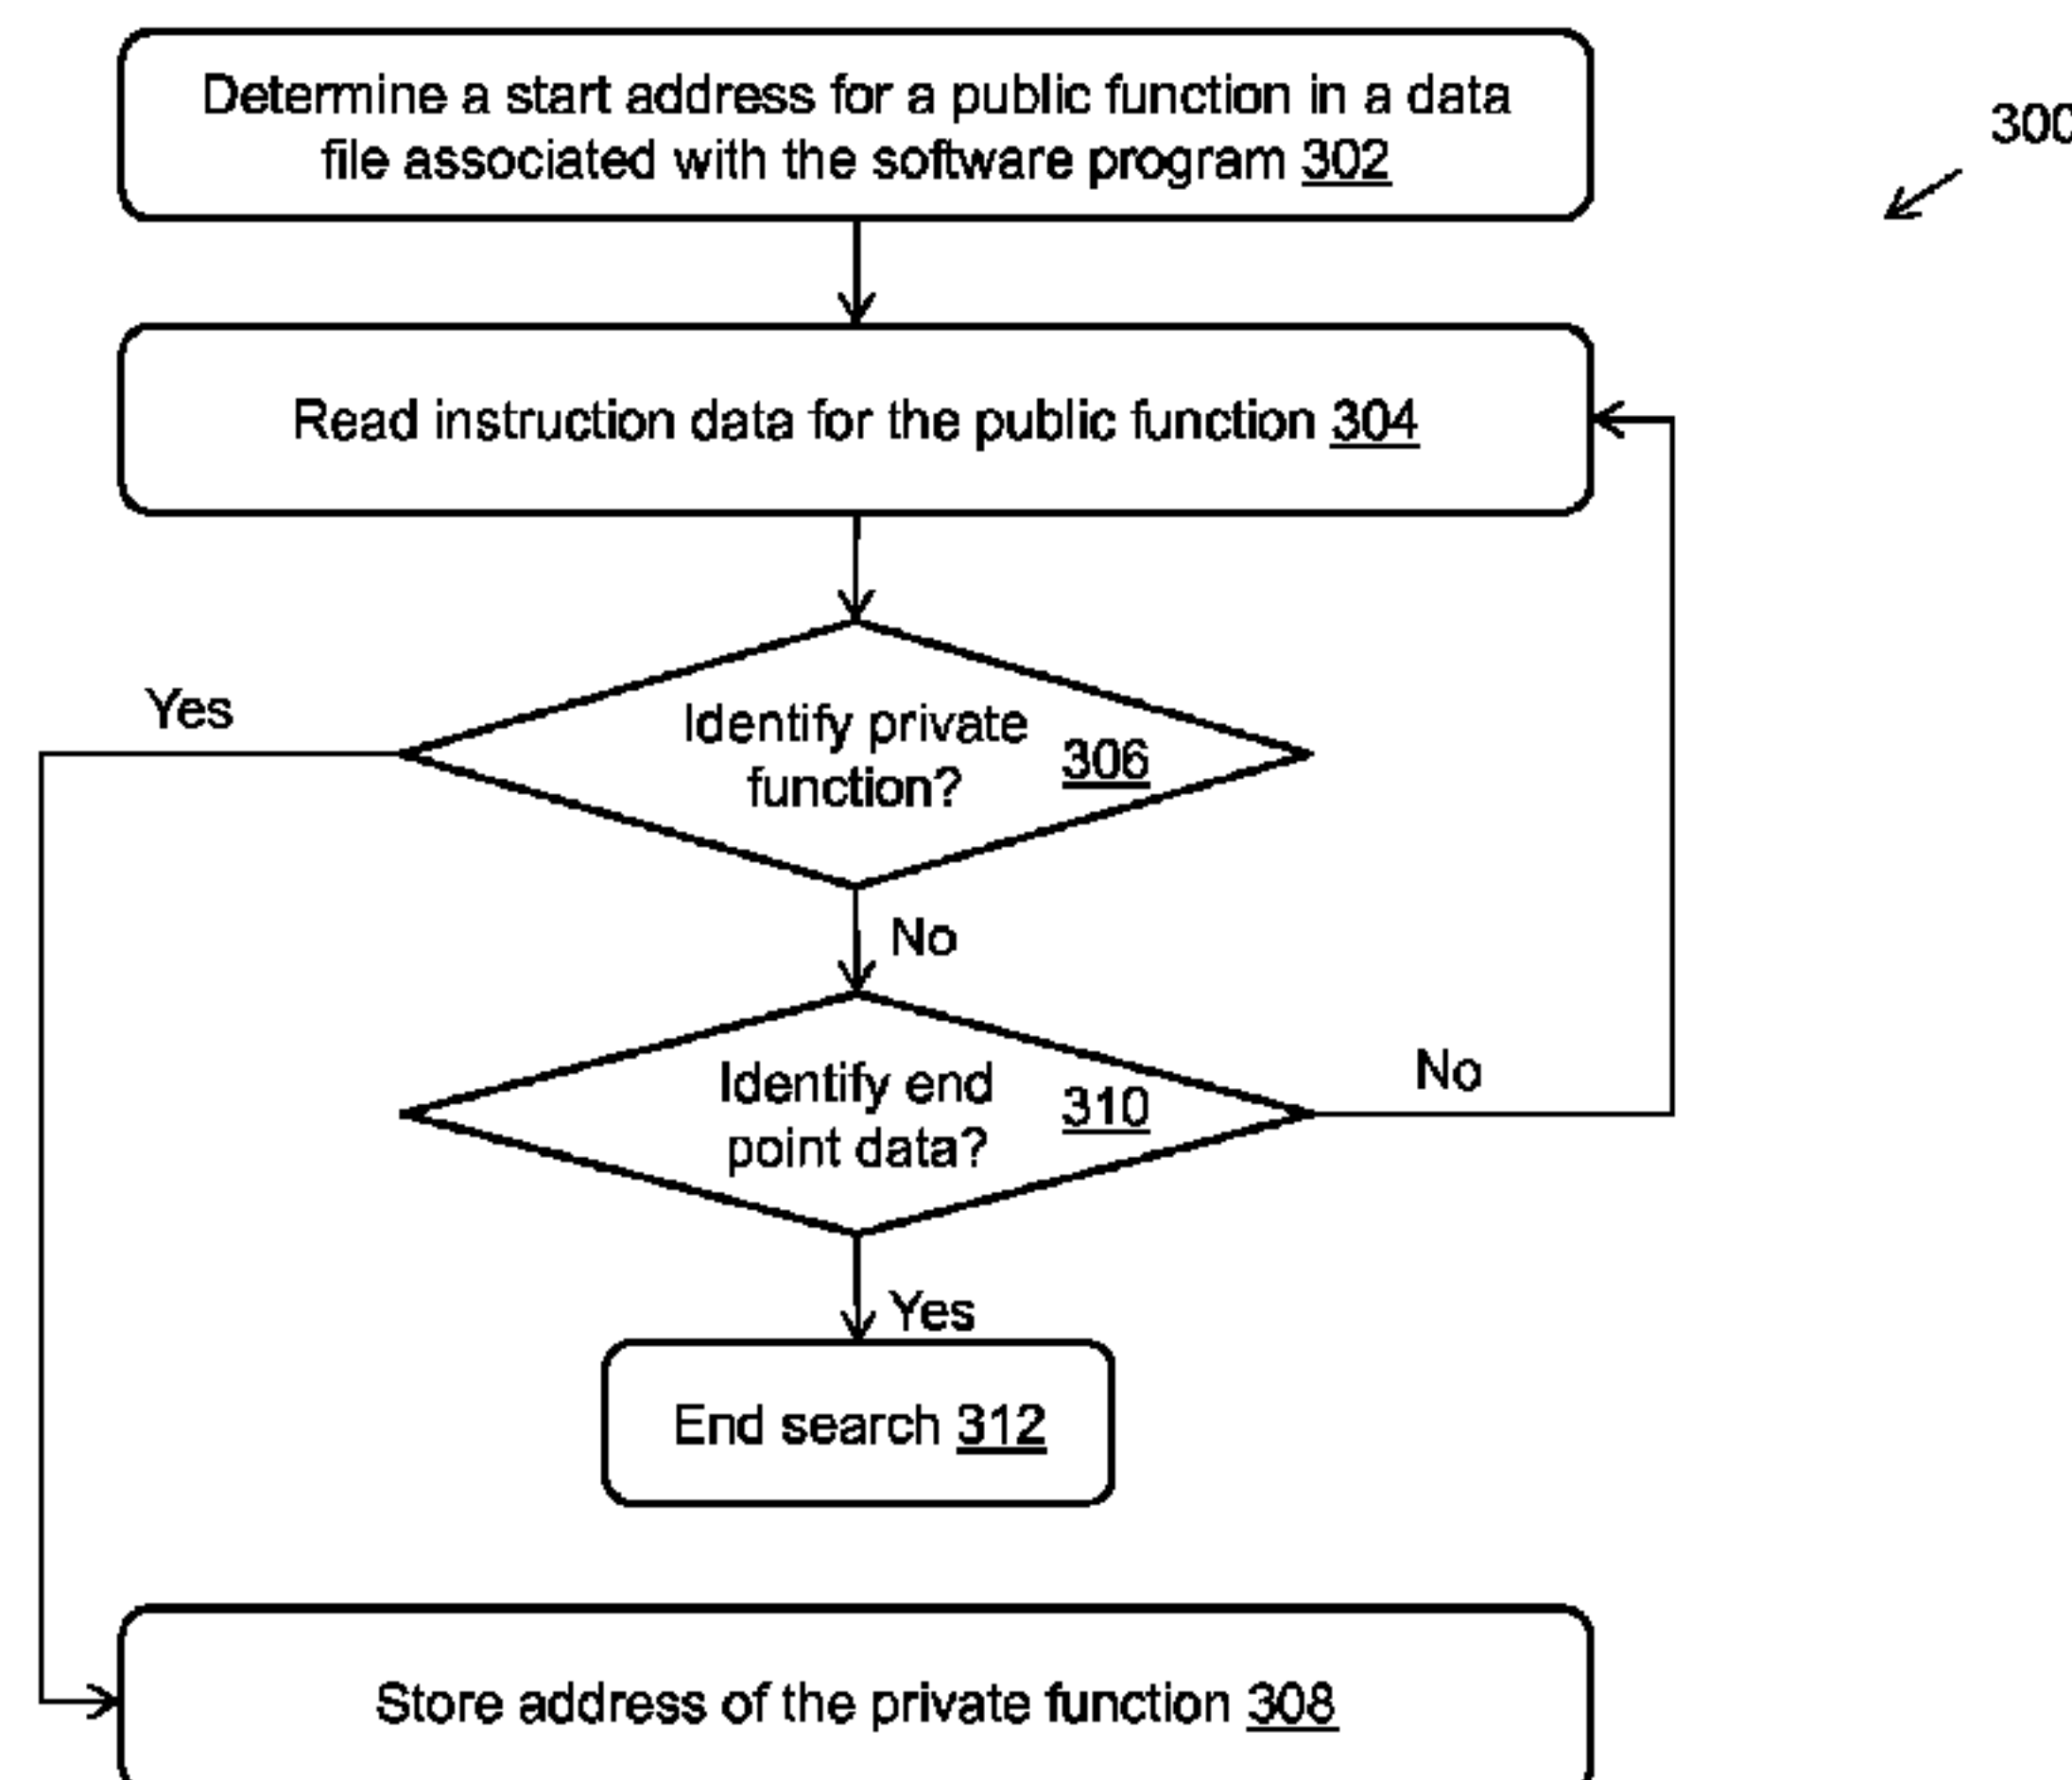 Determine a start address for a public function in a data
file associated with the software program 302
300
Read instruction data for the public function 304
Yes
Identify private
function?
306
No
Identify end
point data?
310
No
Yes
End search 312
Store address of the private function 308